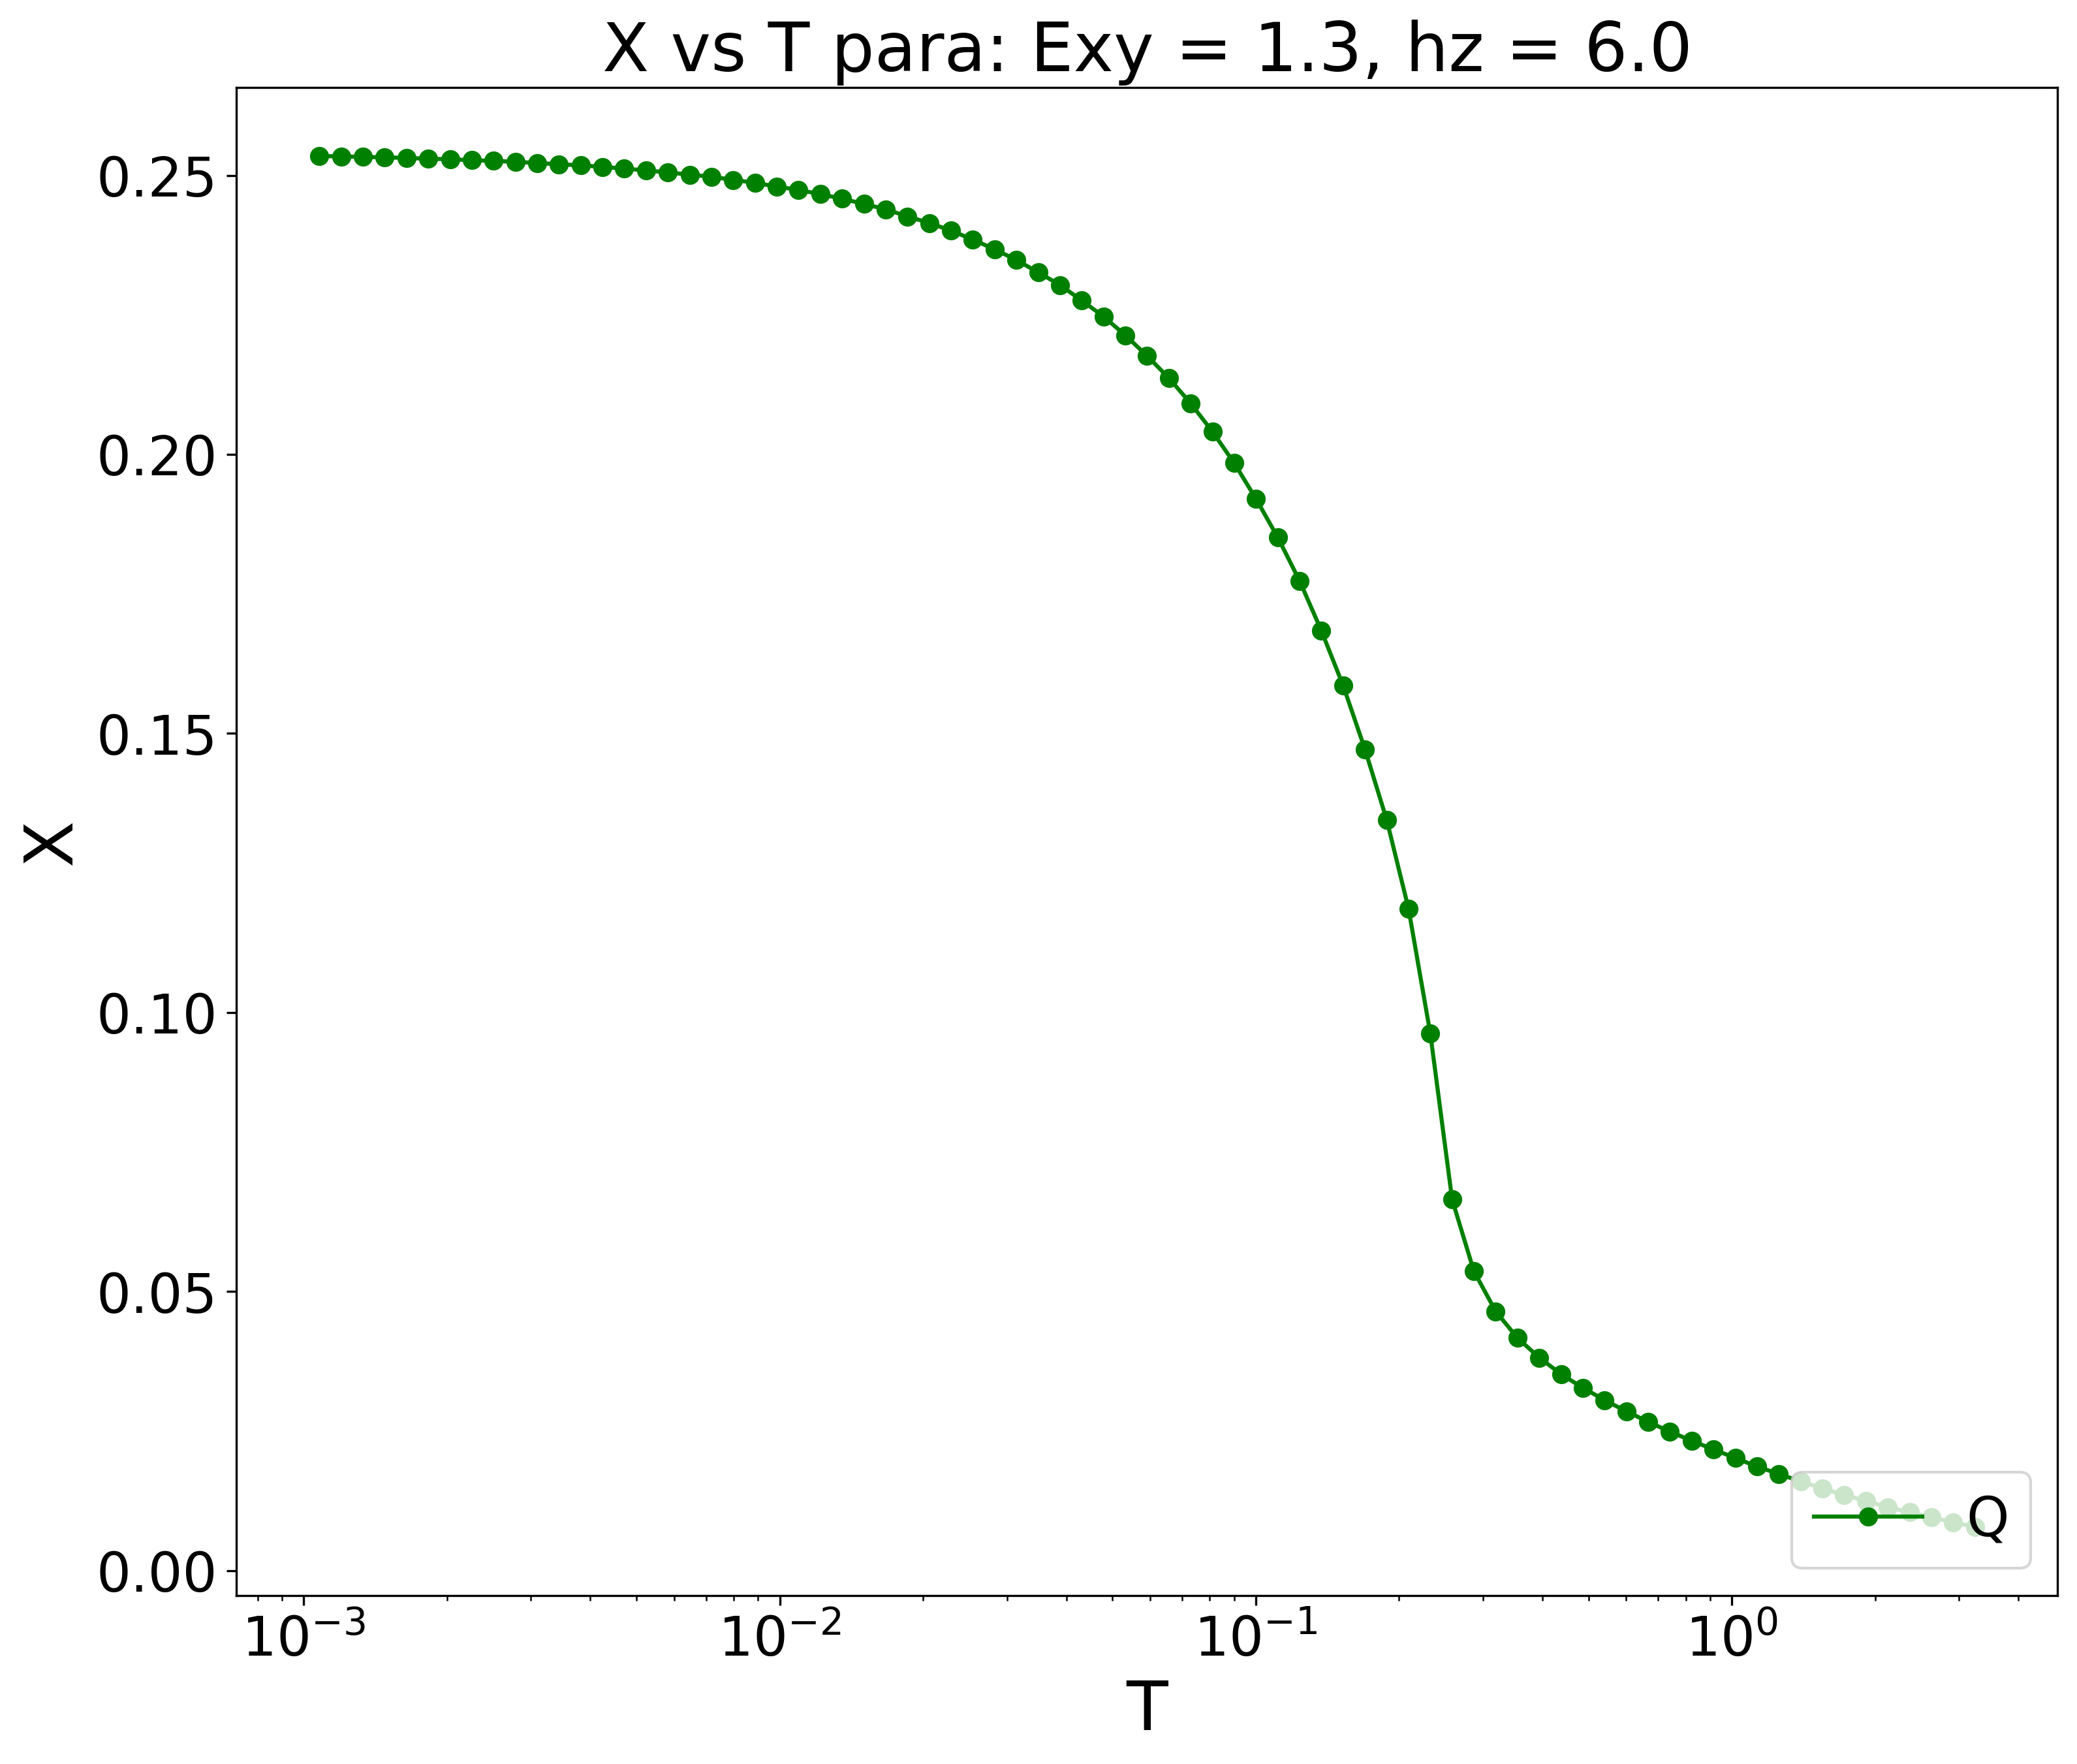 X vs T para: Exy = 1.3, hz = 6.0
X
0.25
0.20
0.15
0.10
0.05
0.00
10⁻³ 10⁻² 10⁻¹ 10⁰
T
Q